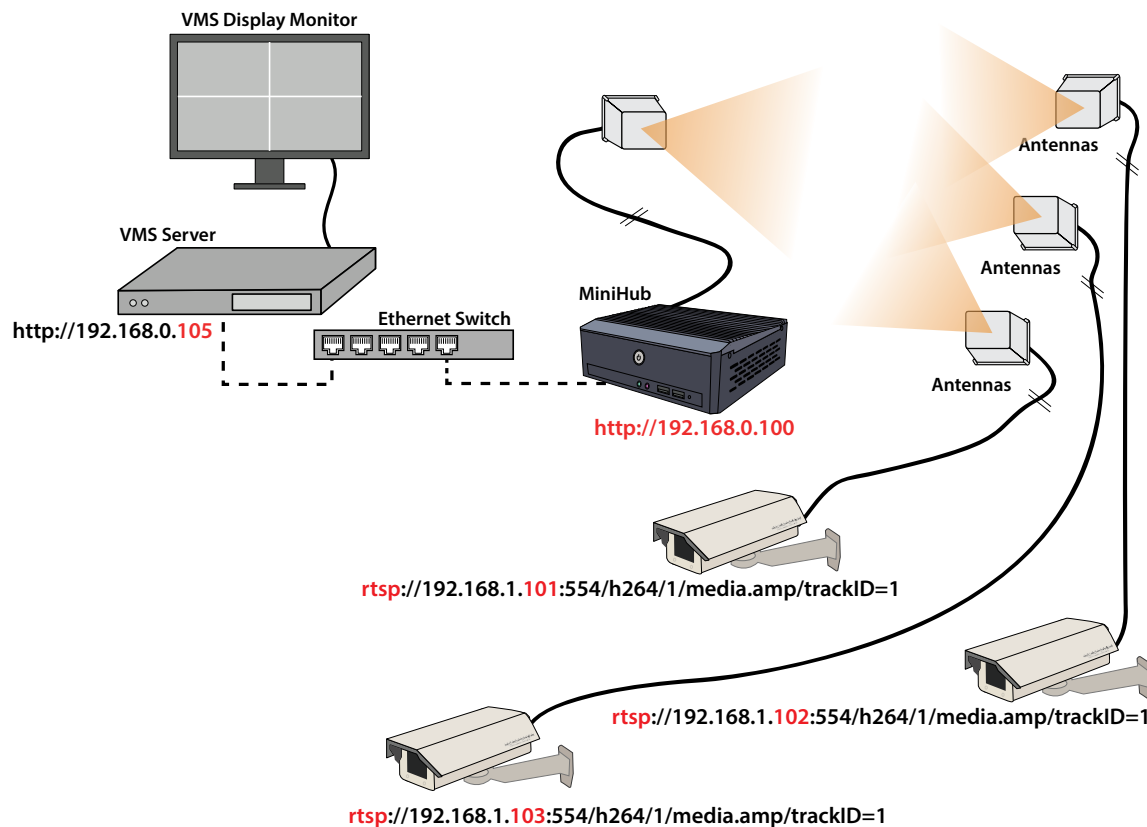 VMS Display Monitor
Antennas
VMS Server
Antennas
MiniHub
http://192.168.0.105
Ethernet Switch
Antennas
http://192.168.0.100
rtsp://192.168.1.101:554/h264/1/media.amp/trackID=1
rtsp://192.168.1.102:554/h264/1/media.amp/trackID=1
rtsp://192.168.1.103:554/h264/1/media.amp/trackID=1